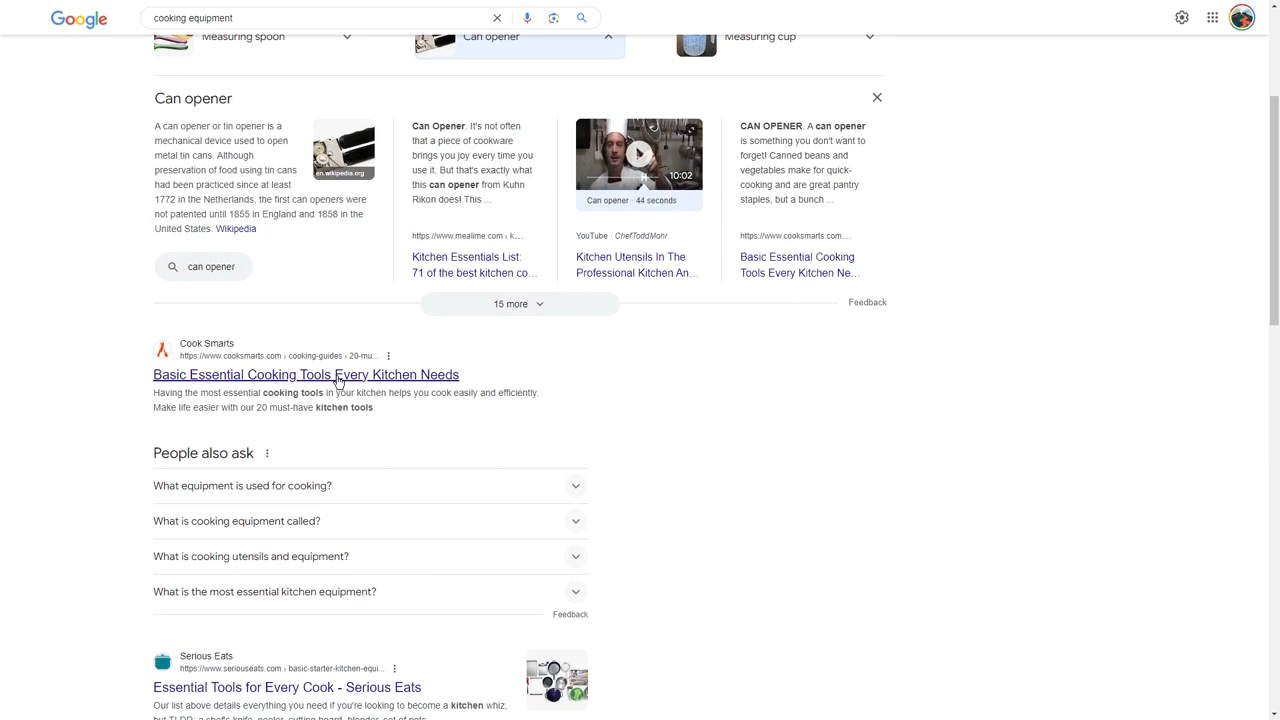 Google
cooking equipment
Measuring spoon
Can opener
Measuring cup
Can opener
A can opener or tin opener is a
mechanical device used to open
metal tin cans. Although
preservation of food using tin cans
had been practiced since at least
1772 in the Netherlands, the first can openers were
not patented until 1855 in England and 1858 in the
United States. Wikipedia
en.wikipedia.org
can opener
Can Opener. It's not often
that a piece of cookware
brings you joy every time you
use it. But that's exactly what
this can opener from Kuhn
Rikon does! This ...
https://www.mealime.com › k...
Kitchen Essentials List:
71 of the best kitchen co...
10:02
Can opener · 44 seconds
YouTube · ChefToddMohr
Kitchen Utensils In The
Professional Kitchen An...
CAN OPENER. A can opener
is something you don't want to
forget! Canned beans and
vegetables make for quick-
cooking and are great pantry
staples, but a bunch ...
https://www.cooksmarts.com...
Basic Essential Cooking
Tools Every Kitchen Ne...
15 more
Feedback
Cook Smarts
https://www.cooksmarts.com › cooking-guides › 20-mu...
Basic Essential Cooking Tools Every Kitchen Needs
Having the most essential cooking tools in your kitchen helps you cook easily and efficiently.
Make life easier with our 20 must-have kitchen tools.
People also ask
What equipment is used for cooking?
What is cooking equipment called?
What is cooking utensils and equipment?
What is the most essential kitchen equipment?
Feedback
Serious Eats
https://www.seriouseats.com › basic-starter-kitchen-equi...
Essential Tools for Every Cook - Serious Eats
Our list above details everything you need if you're looking to become a kitchen whiz,
but TLDR: a chef's knife, peeler, cutting board, blender, set of pots